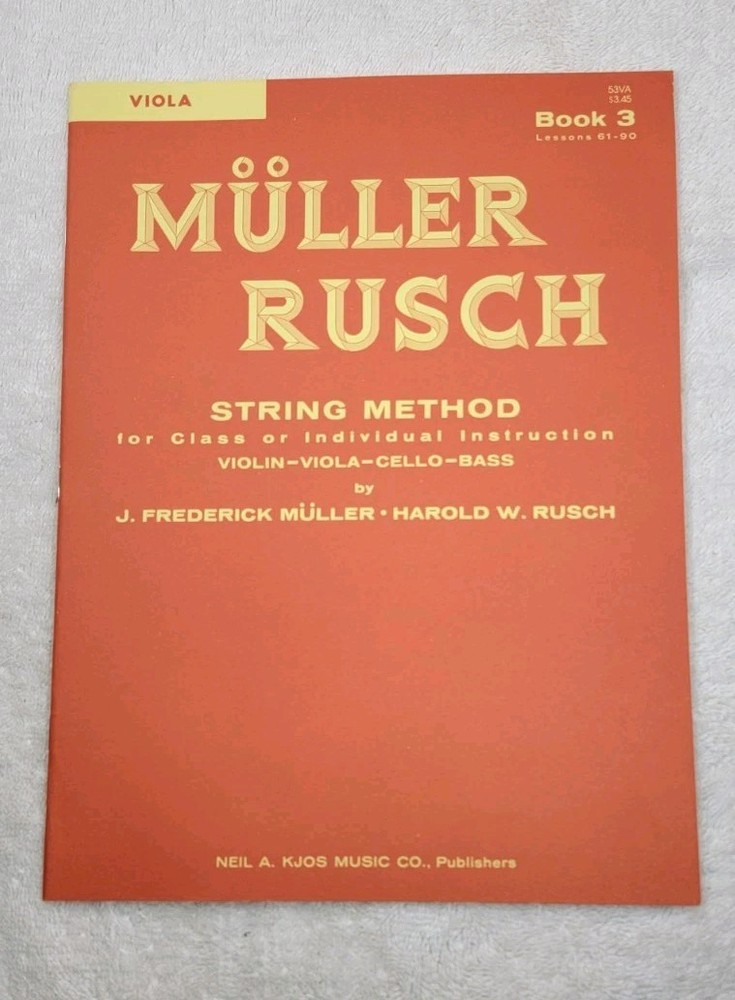 VIOLA
53VA
$3.45
Book 3
Lessons 61-90
MÜLLER
RUSCH
STRING METHOD
for Class or Individual Instruction
VIOLIN–VIOLA–CELLO–BASS
by
J. FREDERICK MÜLLER • HAROLD W. RUSCH
NEIL A. KJOS MUSIC CO., Publishers